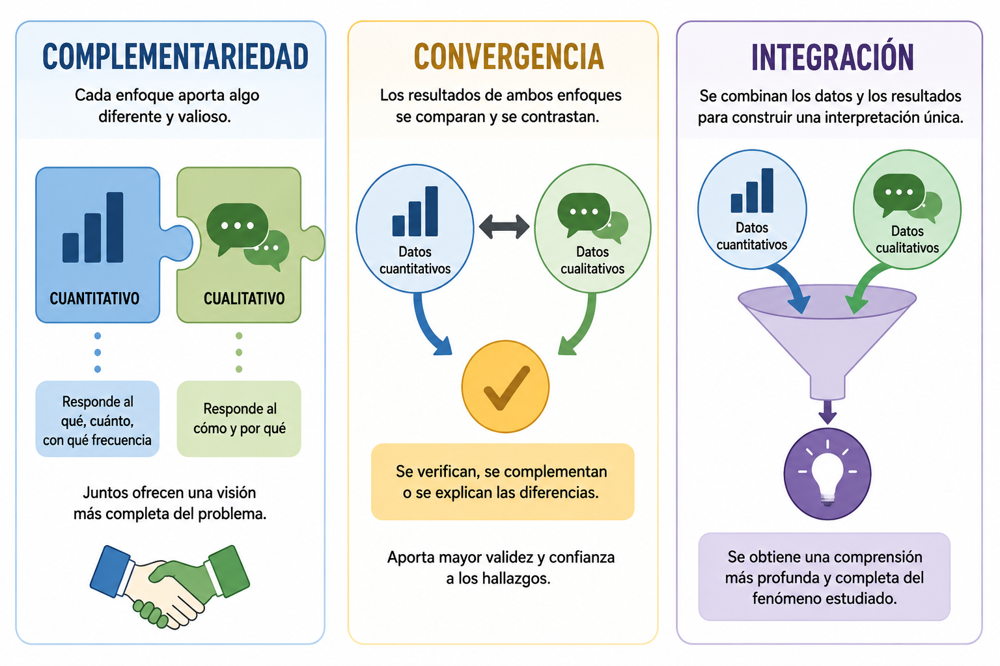 COMPLEMENTARIEDAD
Cada enfoque aporta algo
diferente y valioso.
CUANTITATIVO
CUALITATIVO
Responde al
qué, cuánto,
con qué frecuencia
Responde al
cómo y por qué
Juntos ofrecen una visión
más completa del problema.
CONVERGENCIA
Los resultados de ambos enfoques
se comparan y se contrastan.
Datos
cuantitativos
Datos
cualitativos
Se verifican, se complementan
o se explican las diferencias.
Aporta mayor validez y confianza
a los hallazgos.
INTEGRACIÓN
Se combinan los datos y los resultados
para construir una interpretación única.
Datos
cuantitativos
Datos
cualitativos
Se obtiene una comprensión
más profunda y completa del
fenómeno estudiado.